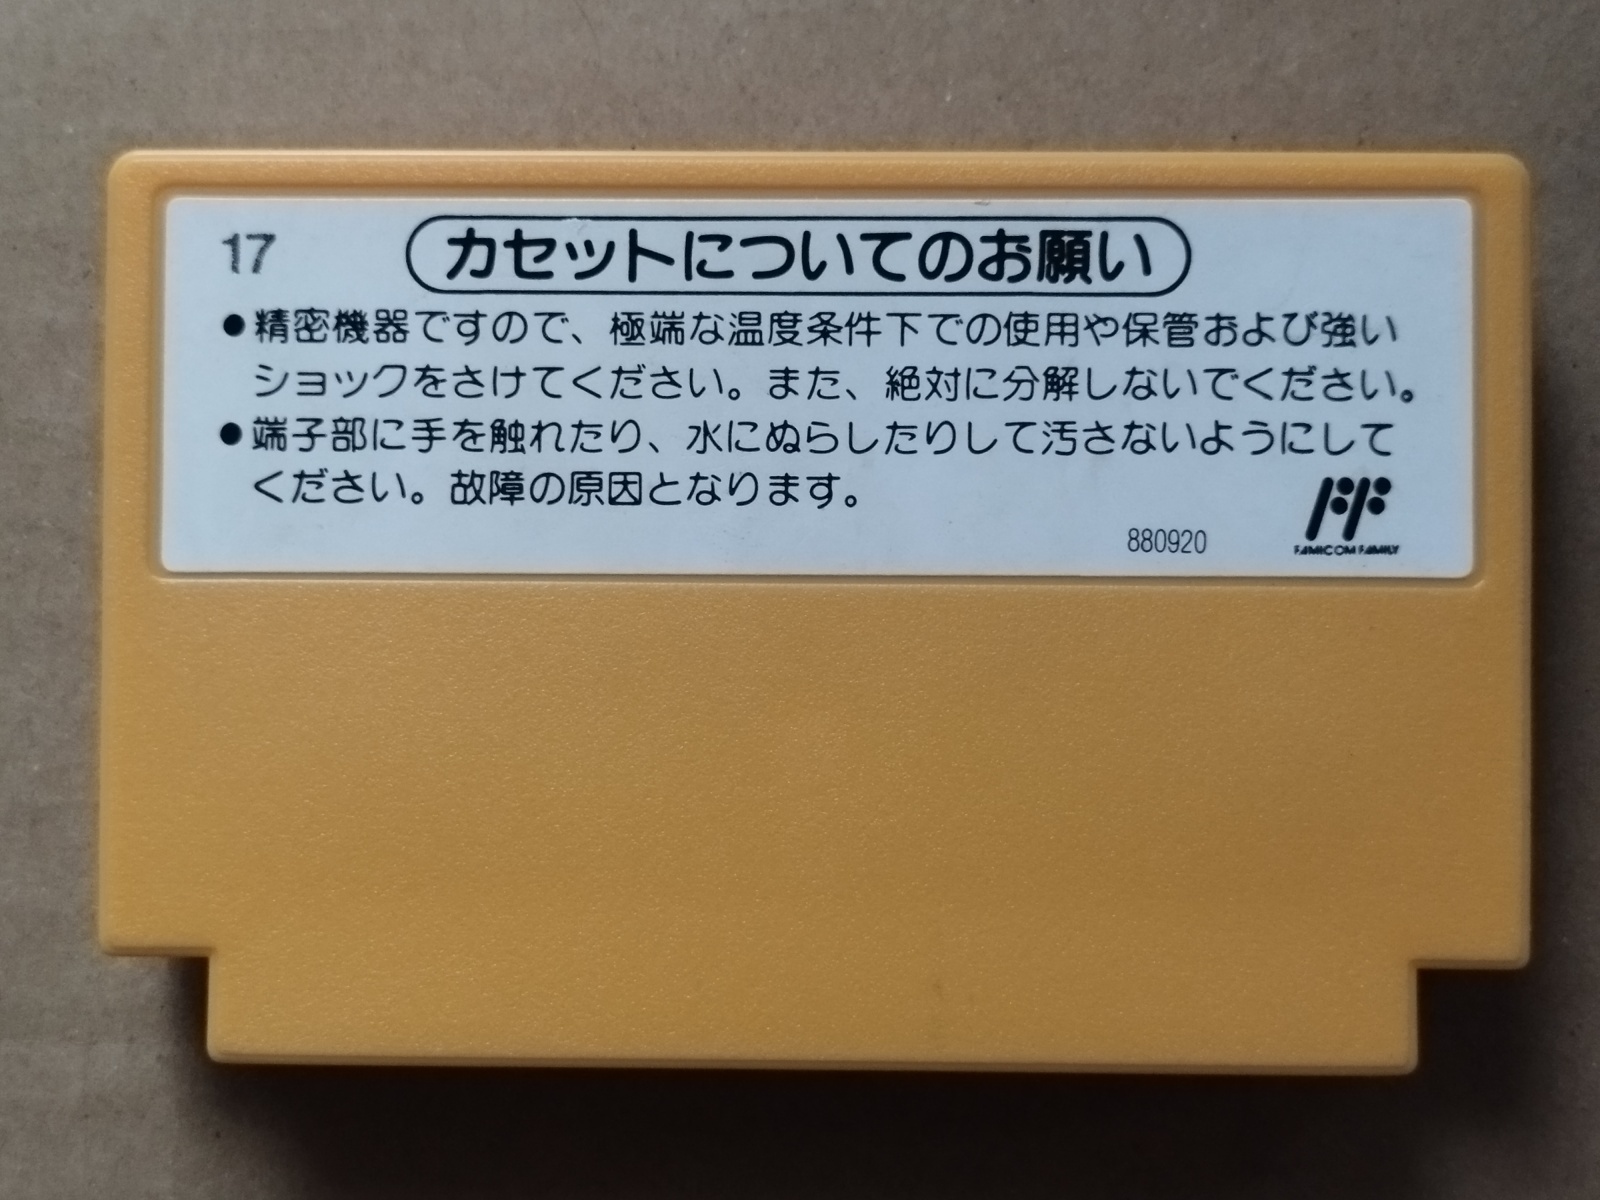 17
カセットについてのお願い
●精密機器ですので、極端な温度条件下での使用や保管および強い
ショックをさけてください。また、絶対に分解しないでください。
●端子部に手を触れたり、水にぬらしたりして汚さないようにして
ください。故障の原因となります。
880920
FAMICOM FAMILY